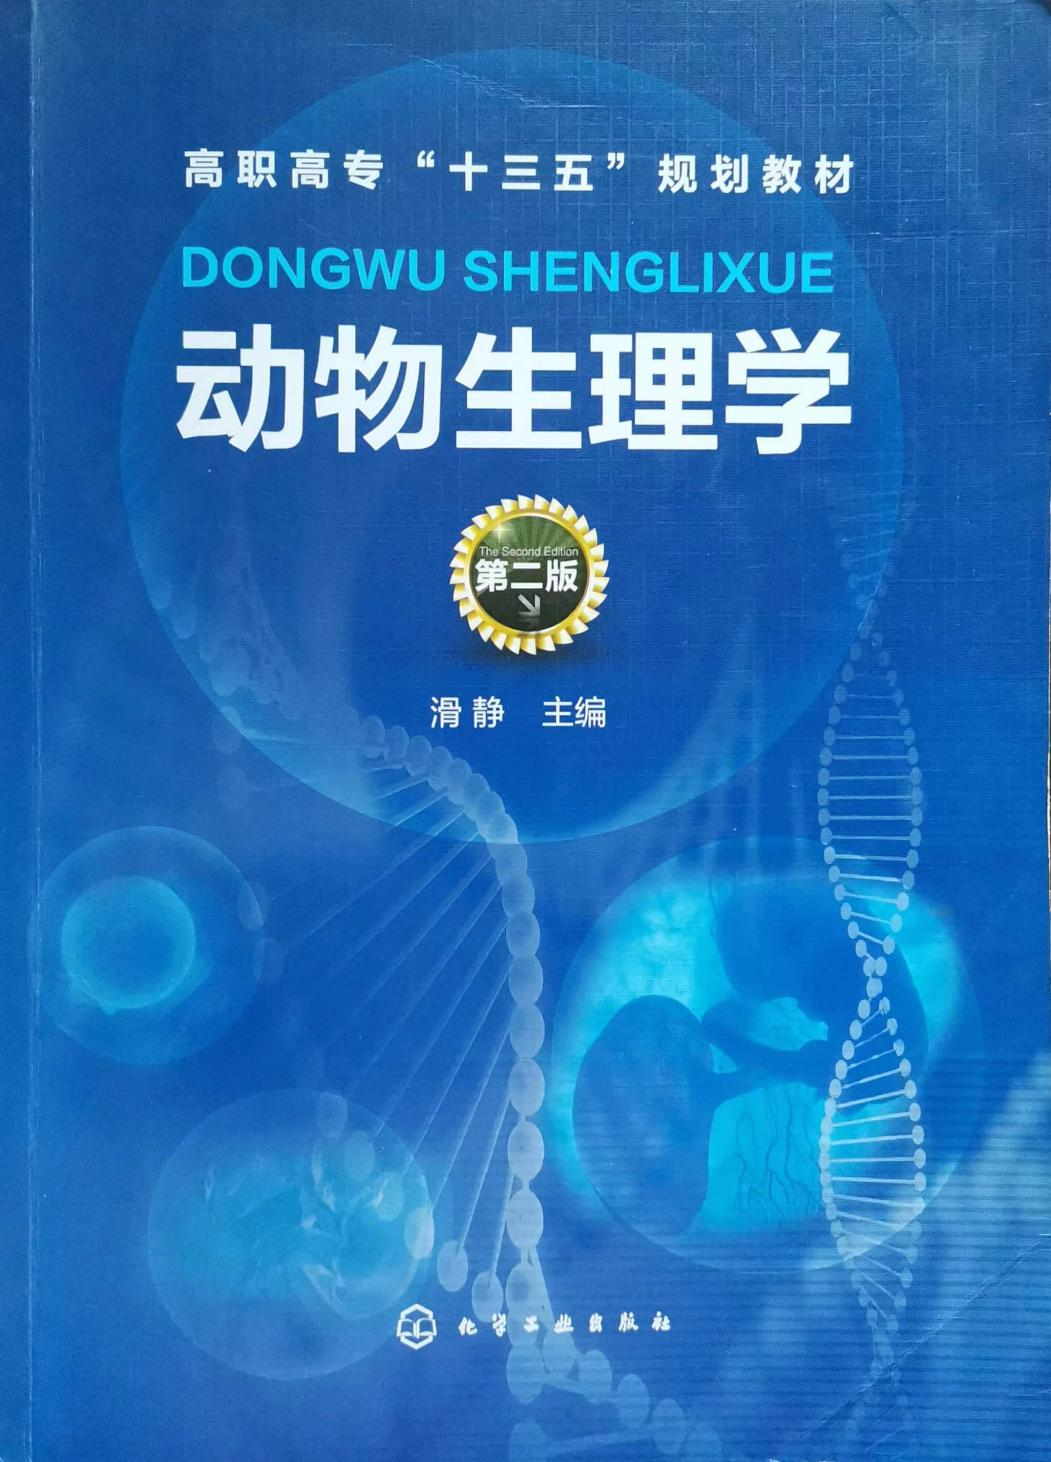 高职高专“十三五”规划教材
DONGWU SHENGLIXUE
动物生理学
The Second Edition
第二版
滑静 主编
化学工业出版社